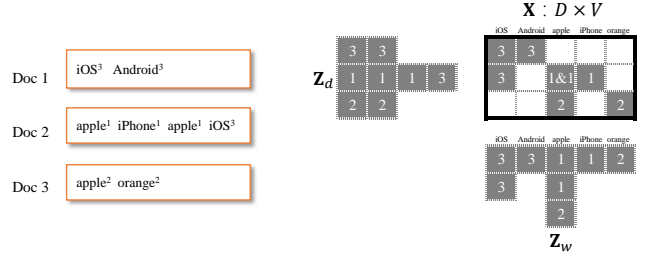 X : D × V
iOS Android apple iPhone orange
Doc 1 iOS³ Android³
3 3
3 3
Z_d 1 1 1 3
3 1&1 1
2 2
2 2
Doc 2 apple¹ iPhone¹ apple¹ iOS³
iOS Android apple iPhone orange
3 3 1 1 2
3 1
2
Doc 3 apple² orange²
Z_w